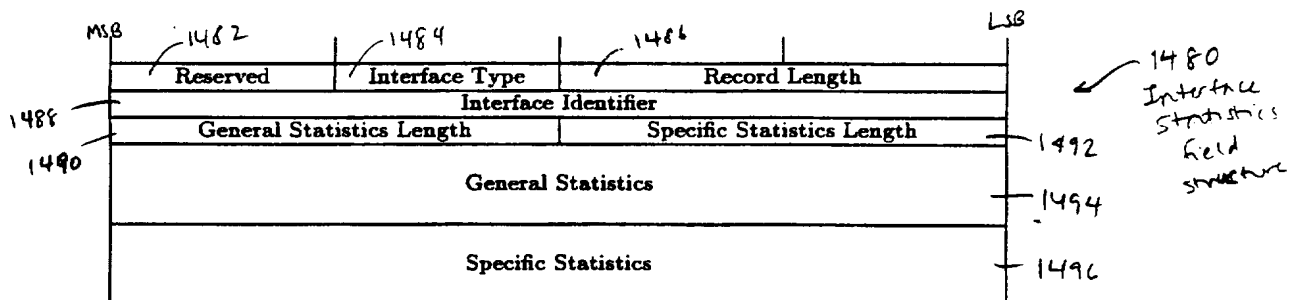 MSB LSB
1482 1484 1486
Reserved Interface Type Record Length
1480
Interface
Statistics
field
structure
1488 Interface Identifier
1490 General Statistics Length Specific Statistics Length 1492
General Statistics
1494
Specific Statistics
1496